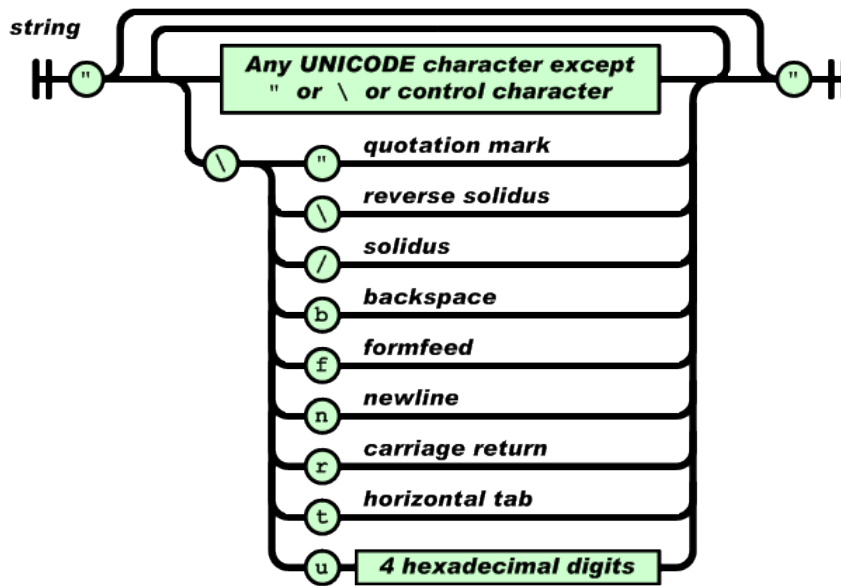 string
" Any UNICODE character except "
" or \ or control character
\ " quotation mark
\ reverse solidus
/ solidus
b backspace
f formfeed
n newline
r carriage return
t horizontal tab
u 4 hexadecimal digits